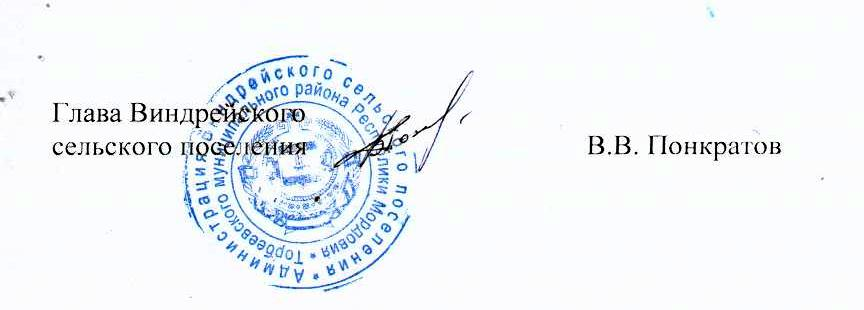 Глава Виндрейского
сельского поселения В.В. Понкратов
Администрация Виндрейского сельского поселения *
Торбеевского муниципального района Республики Мордовия *